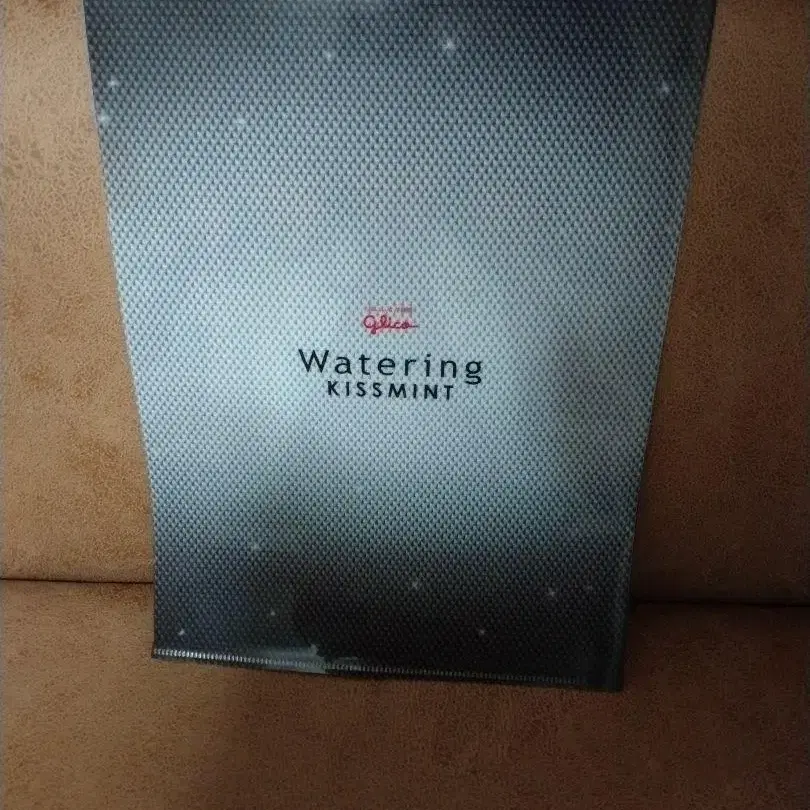 Glico
Watering
KISSMINT